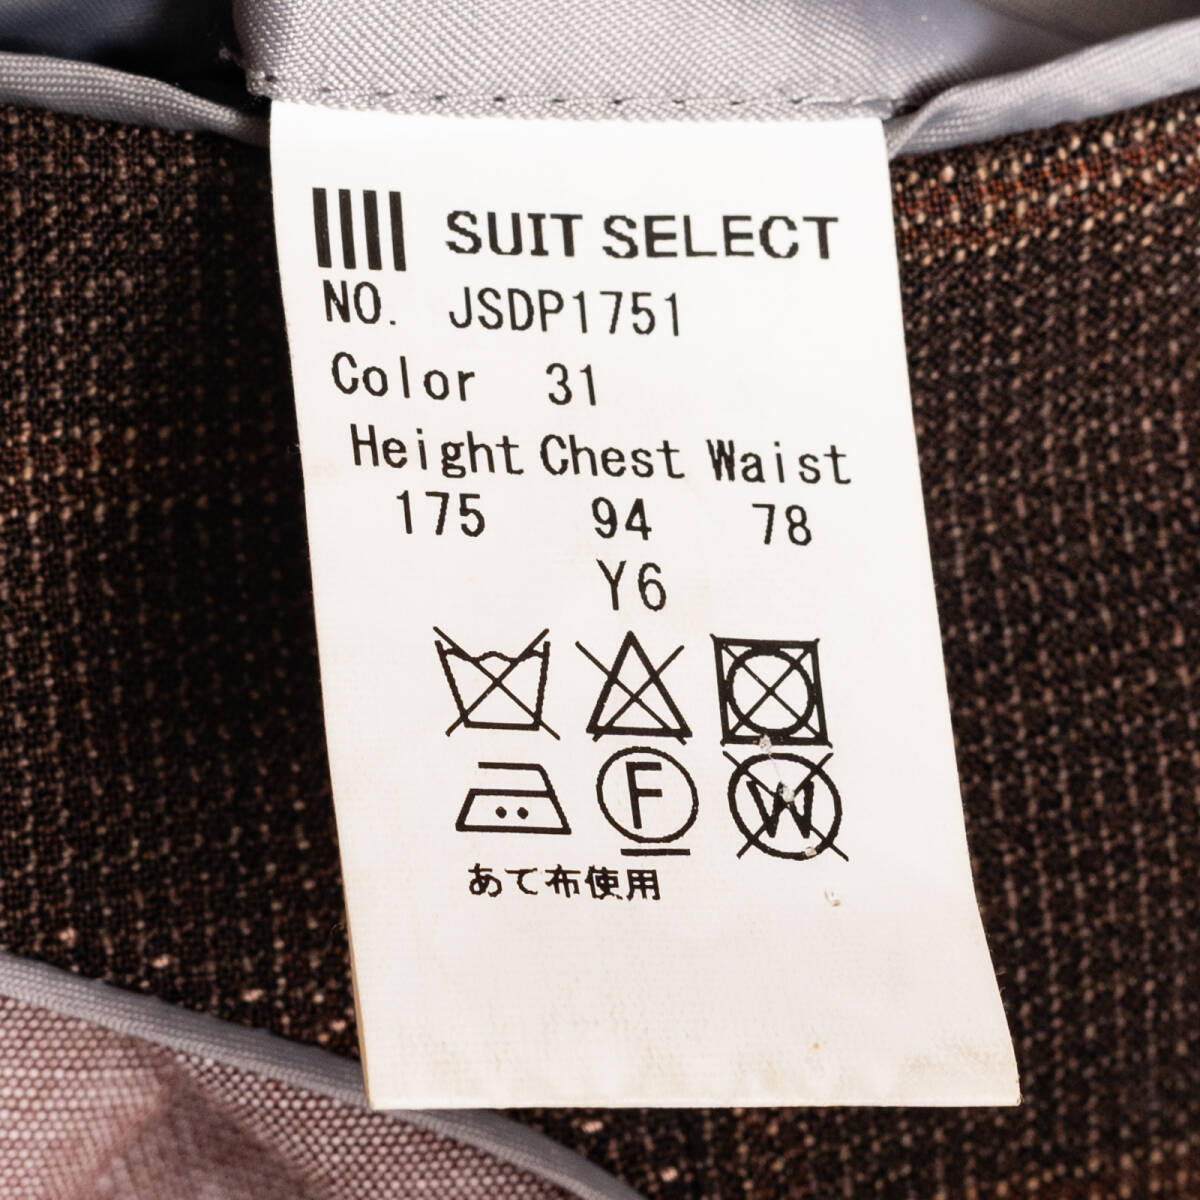 SUIT SELECT
NO. JSDP1751
Color 31
Height Chest Waist
175 94 78
Y6
F W
あて布使用